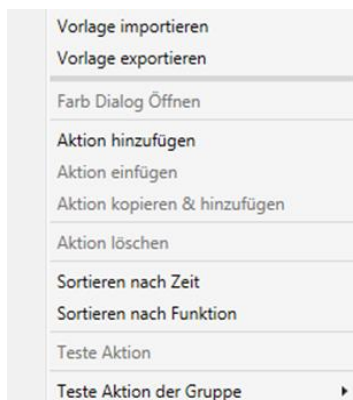 Vorlage importieren
Vorlage exportieren
Farb Dialog Öffnen
Aktion hinzufügen
Aktion einfügen
Aktion kopieren & hinzufügen
Aktion löschen
Sortieren nach Zeit
Sortieren nach Funktion
Teste Aktion
Teste Aktion der Gruppe